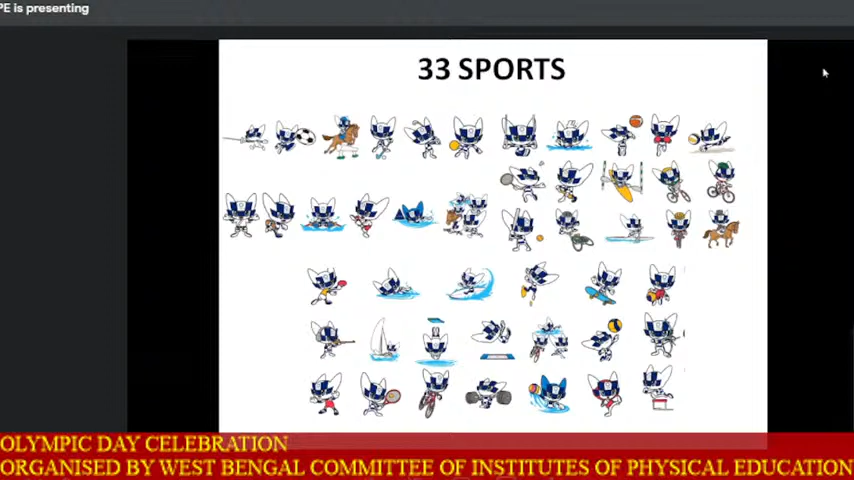 PE is presenting
33 SPORTS
OLYMPIC DAY CELEBRATION
ORGANISED BY WEST BENGAL COMMITTEE OF INSTITUTES OF PHYSICAL EDUCATION